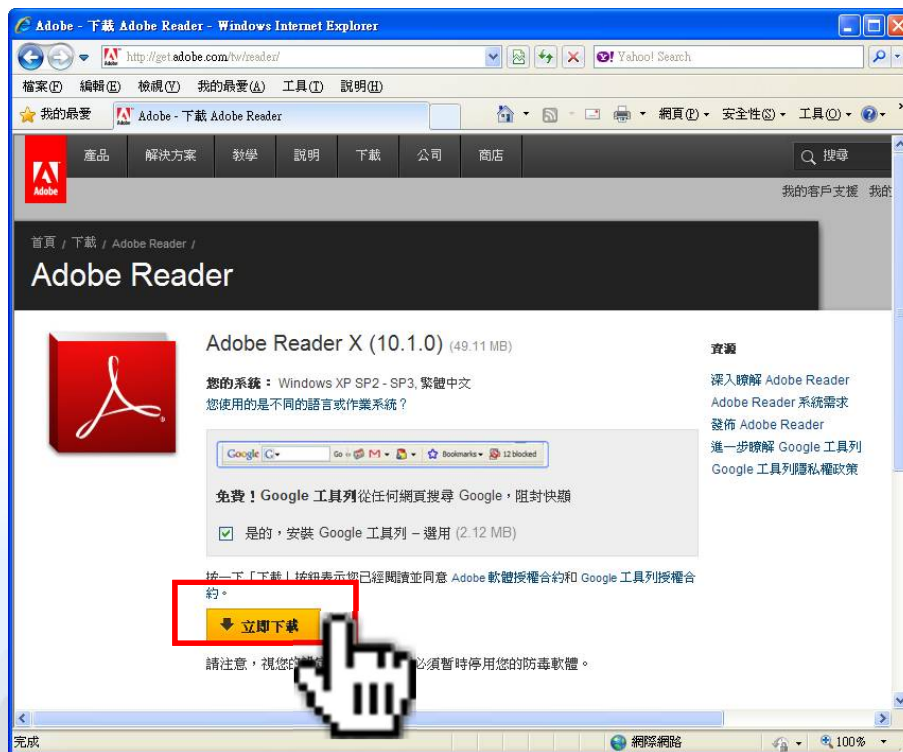 Adobe - 下載 Adobe Reader - Windows Internet Explorer
http://get.adobe.com/tw/reader/
Yahoo! Search
檔案(F) 編輯(E) 檢視(V) 我的最愛(A) 工具(T) 說明(H)
我的最愛 Adobe - 下載 Adobe Reader 網頁(P) 安全性(S) 工具(O)
產品 解決方案 教學 說明 下載 公司 商店 搜尋
Adobe
我的客戶支援 我的
首頁 / 下載 / Adobe Reader /
Adobe Reader
Adobe Reader X (10.1.0) (49.11 MB)
您的系統： Windows XP SP2 - SP3, 繁體中文
您使用的是不同的語言或作業系統？
Google Go Bookmarks 12 blocked
免費！Google 工具列從任何網頁搜尋 Google，阻封快顯
是的，安裝 Google 工具列 – 選用 (2.12 MB)
按一下「下載」按鈕表示您已經閱讀並同意 Adobe 軟體授權合約和 Google 工具列授權合
約。
立即下載
請注意，視您的 必須暫時停用您的防毒軟體。
資源
深入瞭解 Adobe Reader
Adobe Reader 系統需求
發佈 Adobe Reader
進一步瞭解 Google 工具列
Google 工具列隱私權政策
完成 網際網路 100%